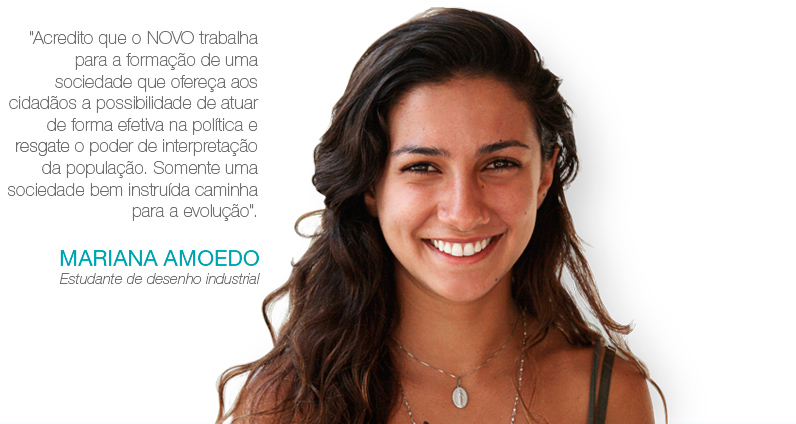 "Acredito que o NOVO trabalha
para a formação de uma
sociedade que ofereça aos
cidadãos a possibilidade de atuar
de forma efetiva na política e
resgate o poder de interpretação
da população. Somente uma
sociedade bem instruída caminha
para a evolução".
MARIANA AMOEDO
Estudante de desenho industrial